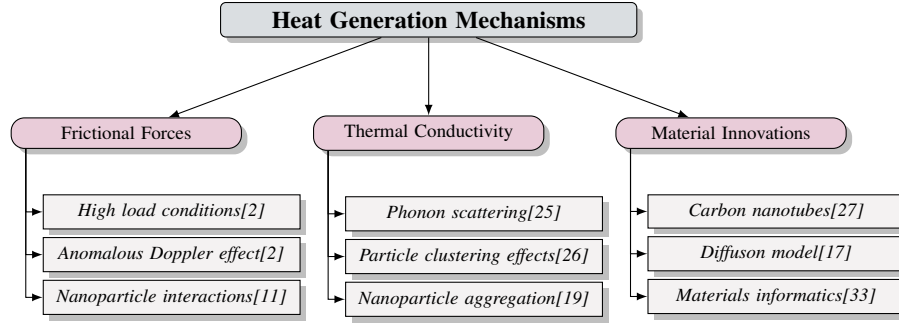 Heat Generation Mechanisms
Frictional Forces
High load conditions[2]
Anomalous Doppler effect[2]
Nanoparticle interactions[11]
Thermal Conductivity
Phonon scattering[25]
Particle clustering effects[26]
Nanoparticle aggregation[19]
Material Innovations
Carbon nanotubes[27]
Diffuson model[17]
Materials informatics[33]